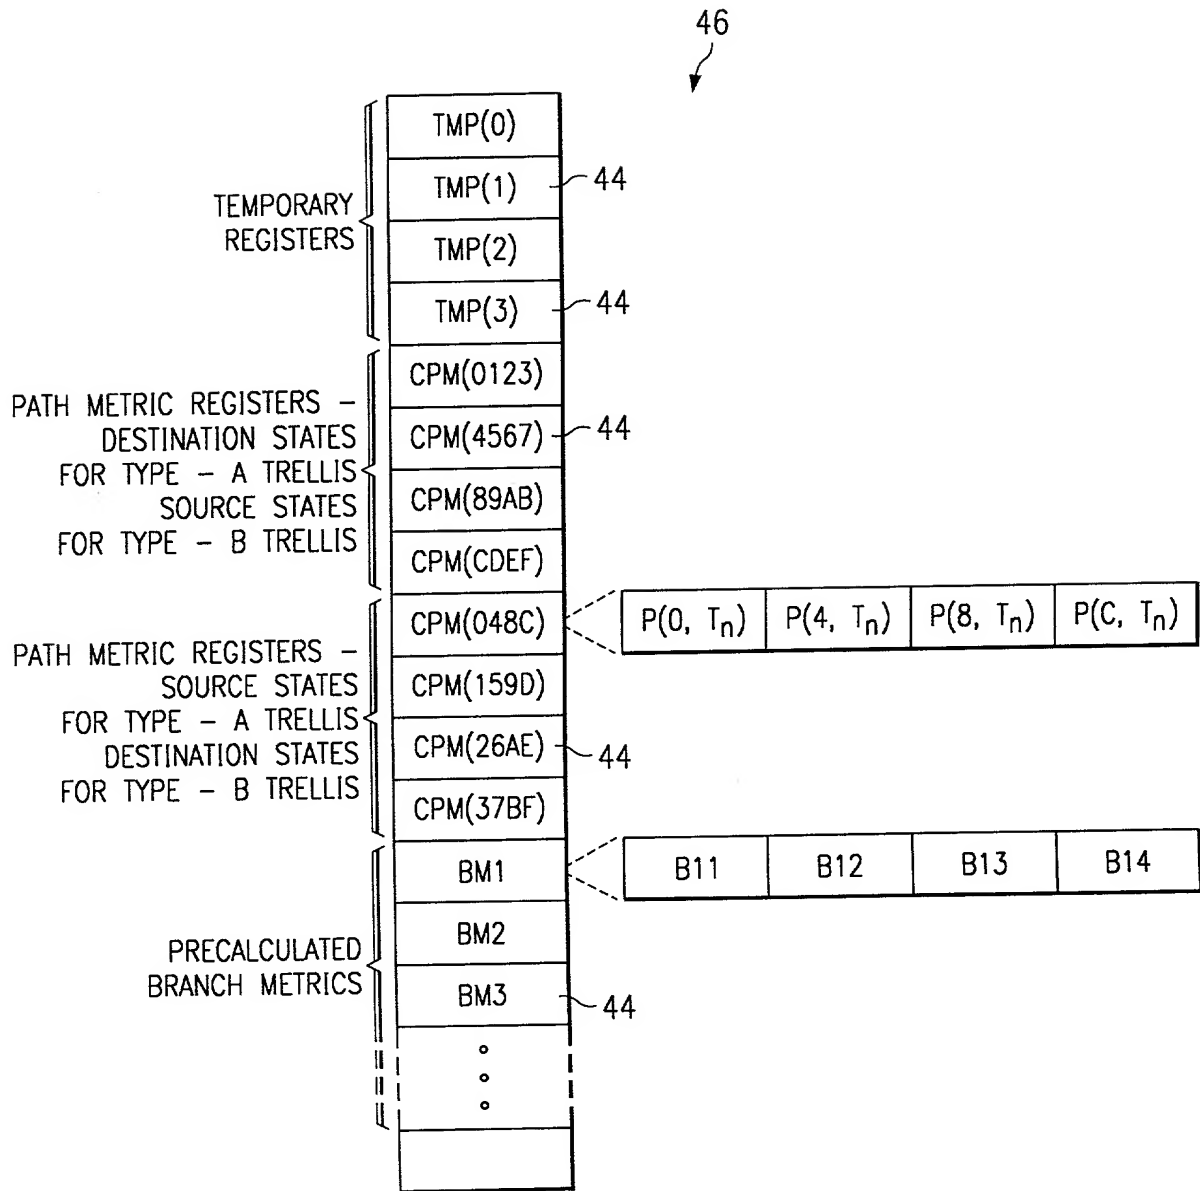 46
TMP(0)
TMP(1)
44
TEMPORARY
REGISTERS
TMP(2)
TMP(3)
44
CPM(0123)
PATH METRIC REGISTERS –
DESTINATION STATES
FOR TYPE – A TRELLIS
SOURCE STATES
FOR TYPE – B TRELLIS
CPM(4567)
44
CPM(89AB)
CPM(CDEF)
CPM(048C)
P(0, Tn)
P(4, Tn)
P(8, Tn)
P(C, Tn)
PATH METRIC REGISTERS –
SOURCE STATES
FOR TYPE – A TRELLIS
DESTINATION STATES
FOR TYPE – B TRELLIS
CPM(159D)
CPM(26AE)
44
CPM(37BF)
BM1
B11
B12
B13
B14
PRECALCULATED
BRANCH METRICS
BM2
BM3
44